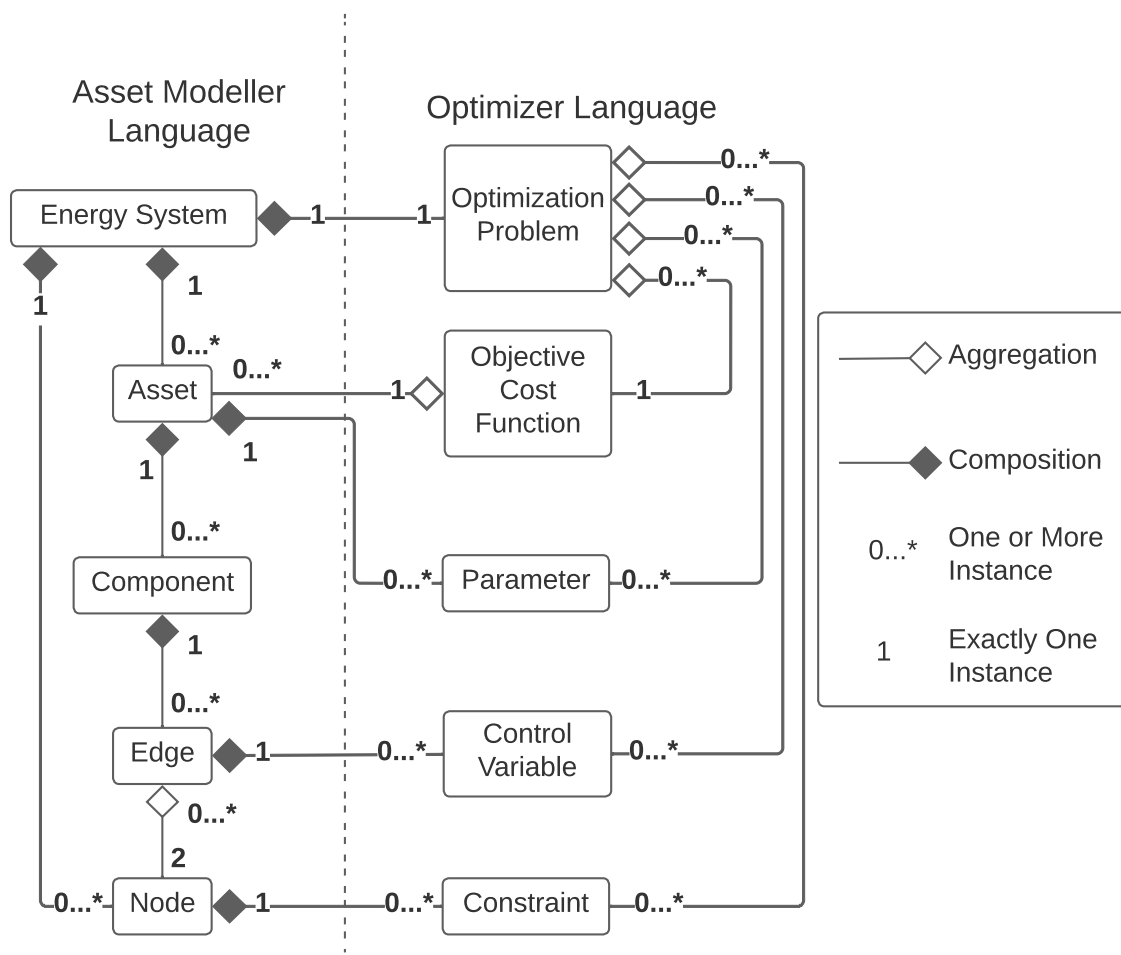 Asset Modeller
Language
Optimizer Language
Energy System
1
1
Optimization
Problem
0...*
0...*
0...*
0...*
1
1
0...*
Asset
0...*
1
Objective
Cost
Function
1
1
1
0...*
Component
0...*
Parameter
0...*
1
0...*
Edge
1
0...*
Control
Variable
0...*
0...*
2
0...*
Node
1
0...*
Constraint
0...*
Aggregation
Composition
0...*
One or More
Instance
1
Exactly One
Instance